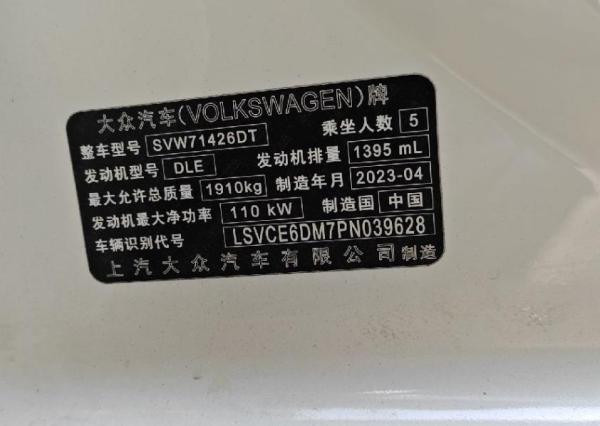 大众汽车(VOLKSWAGEN)牌
整车型号 SVW71426DT 乘坐人数 5
发动机型号 DLE 发动机排量 1395 mL
最大允许总质量 1910kg 制造年月 2023-04
发动机最大净功率 110 kW 制造国 中国
车辆识别代号 LSVCE6DM7PN039628
上汽大众汽车有限公司制造